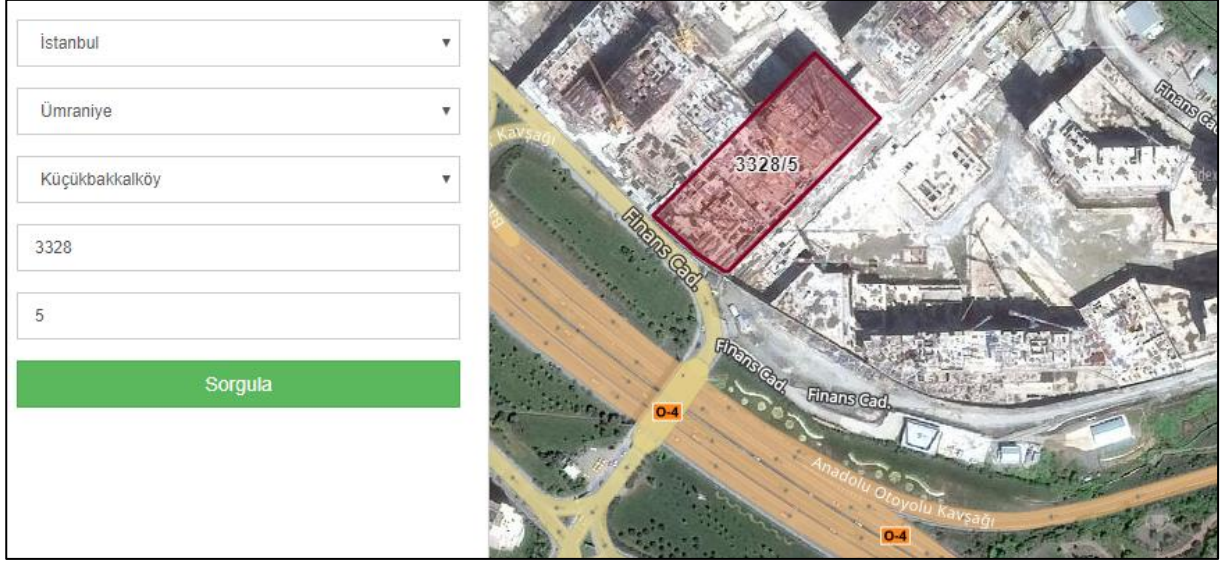 İstanbul
Ümraniye
Küçükbakkalköy
3328
5
Sorgula
Kavşağı
Finans Cad.
3328/5
Finans Cad.
Finans Cad.
Finans Cad.
O-4
Anadolu Otoyolu Kavşağı
O-4